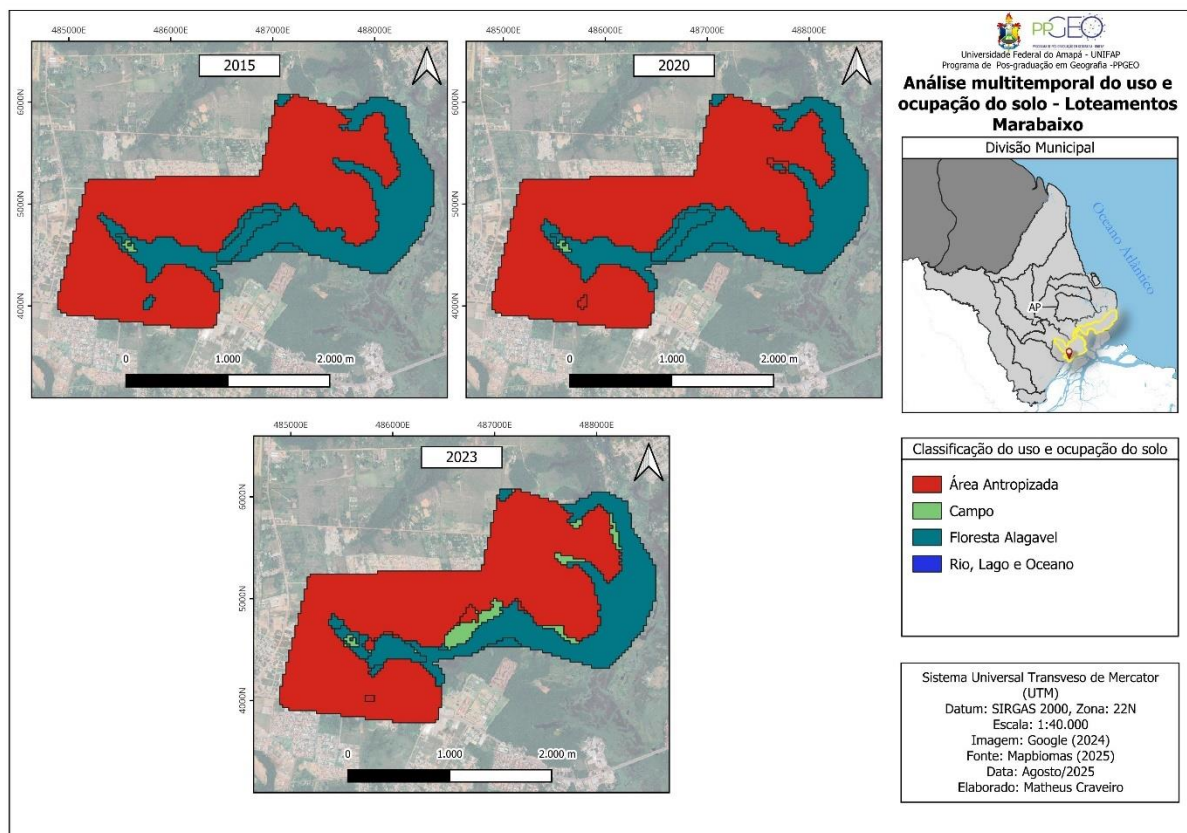 485000E 486000E 487000E 488000E
2015
6000N
5000N
4000N
0 1.000 2.000 m
485000E 486000E 487000E 488000E
2020
6000N
5000N
4000N
0 1.000 2.000 m
485000E 486000E 487000E 488000E
2023
6000N
5000N
4000N
0 1.000 2.000 m
PPGEO
Universidade Federal do Amapá - UNIFAP
Programa de Pos-graduação em Geografia -PPGEO
Análise multitemporal do uso e
ocupação do solo - Loteamentos
Marabaixo
Divisão Municipal
Oceano Atlântico
AP
Classificação do uso e ocupação do solo
Área Antropizada
Campo
Floresta Alagavel
Rio, Lago e Oceano
Sistema Universal Transveso de Mercator
(UTM)
Datum: SIRGAS 2000, Zona: 22N
Escala: 1:40.000
Imagem: Google (2024)
Fonte: Mapbiomas (2025)
Data: Agosto/2025
Elaborado: Matheus Craveiro